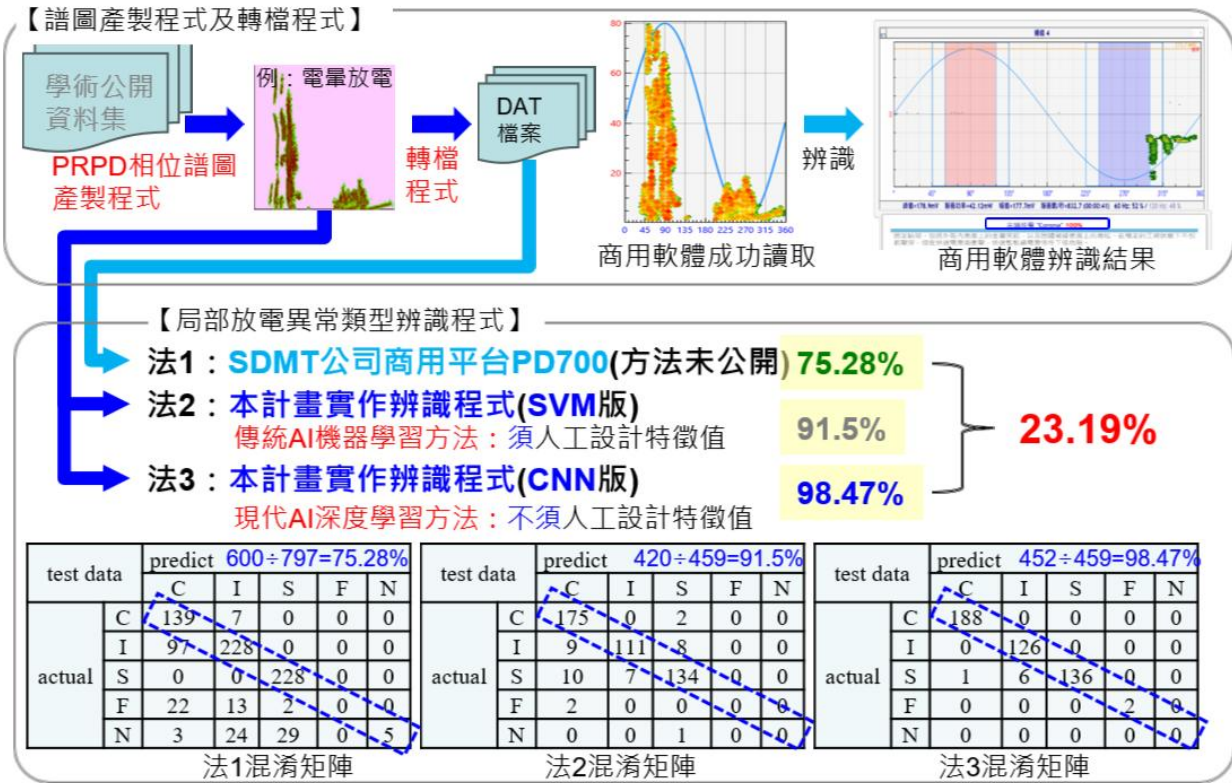 【譜圖產製程式及轉檔程式】
學術公開
資料集
PRPD相位譜圖
產製程式
例：電暈放電
轉檔
程式
DAT
檔案
80
60
40
20
0 45 90 135 180 225 270 315 360
商用軟體成功讀取
辨識
商用軟體辨識結果
【局部放電異常類型辨識程式】
法1：SDMT公司商用平台PD700(方法未公開) 75.28%
法2：本計畫實作辨識程式(SVM版)
傳統AI機器學習方法：須人工設計特徵值
91.5%
23.19%
法3：本計畫實作辨識程式(CNN版)
現代AI深度學習方法：不須人工設計特徵值
98.47%
test data predict 600÷797=75.28%
C I S F N
actual
C 139 7 0 0 0
I 97 228 0 0 0
S 0 0 228 0 0
F 22 13 2 0 0
N 3 24 29 0 5
法1混淆矩陣
test data predict 420÷459=91.5%
C I S F N
actual
C 175 0 2 0 0
I 9 111 8 0 0
S 10 7 134 0 0
F 2 0 0 0 0
N 0 0 1 0 0
法2混淆矩陣
test data predict 452÷459=98.47%
C I S F N
actual
C 188 0 0 0 0
I 0 126 0 0 0
S 1 6 136 0 0
F 0 0 0 2 0
N 0 0 0 0 0
法3混淆矩陣